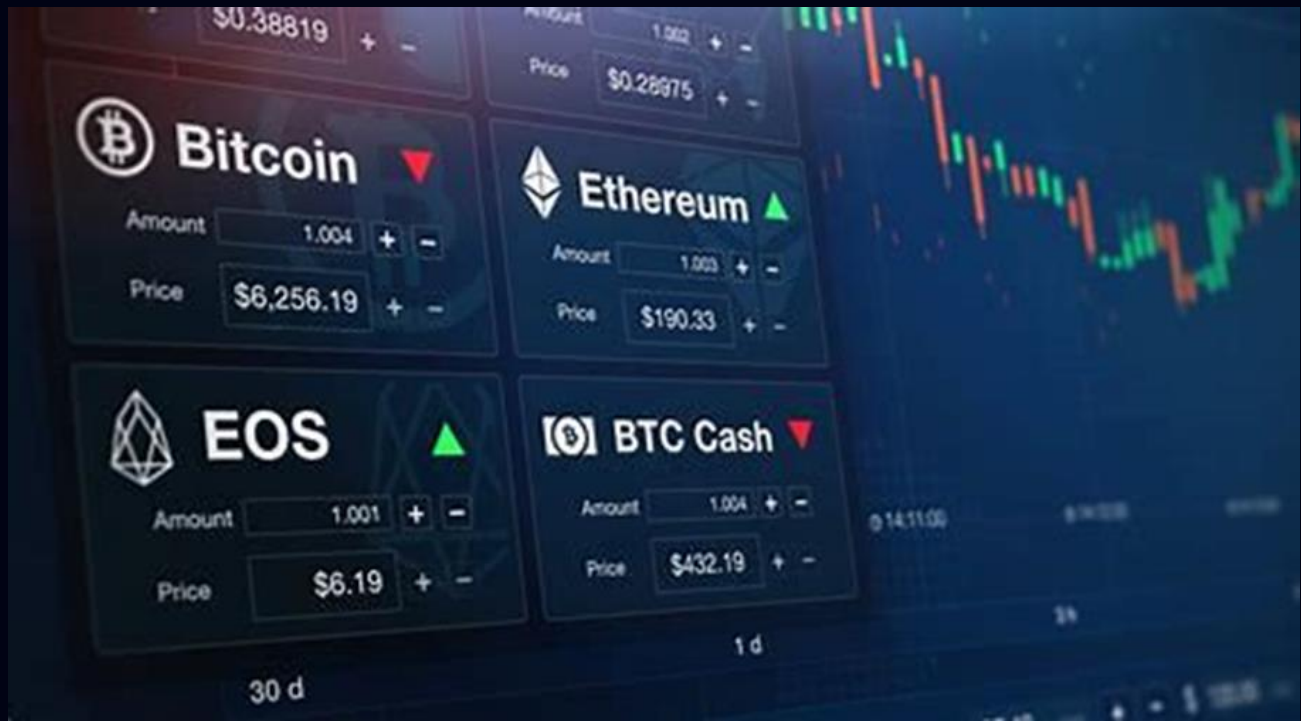 $0.38819 + −
Amount 1.002 + −
Price $0.28975 + −
Bitcoin
Amount 1.004 + −
Price $6,256.19 + −
Ethereum
Amount 1.003 + −
Price $190.33 + −
EOS
Amount 1.001 + −
Price $6.19 + −
BTC Cash
Amount 1.004 + −
Price $432.19 + −
14:11:00
30 d
1 d